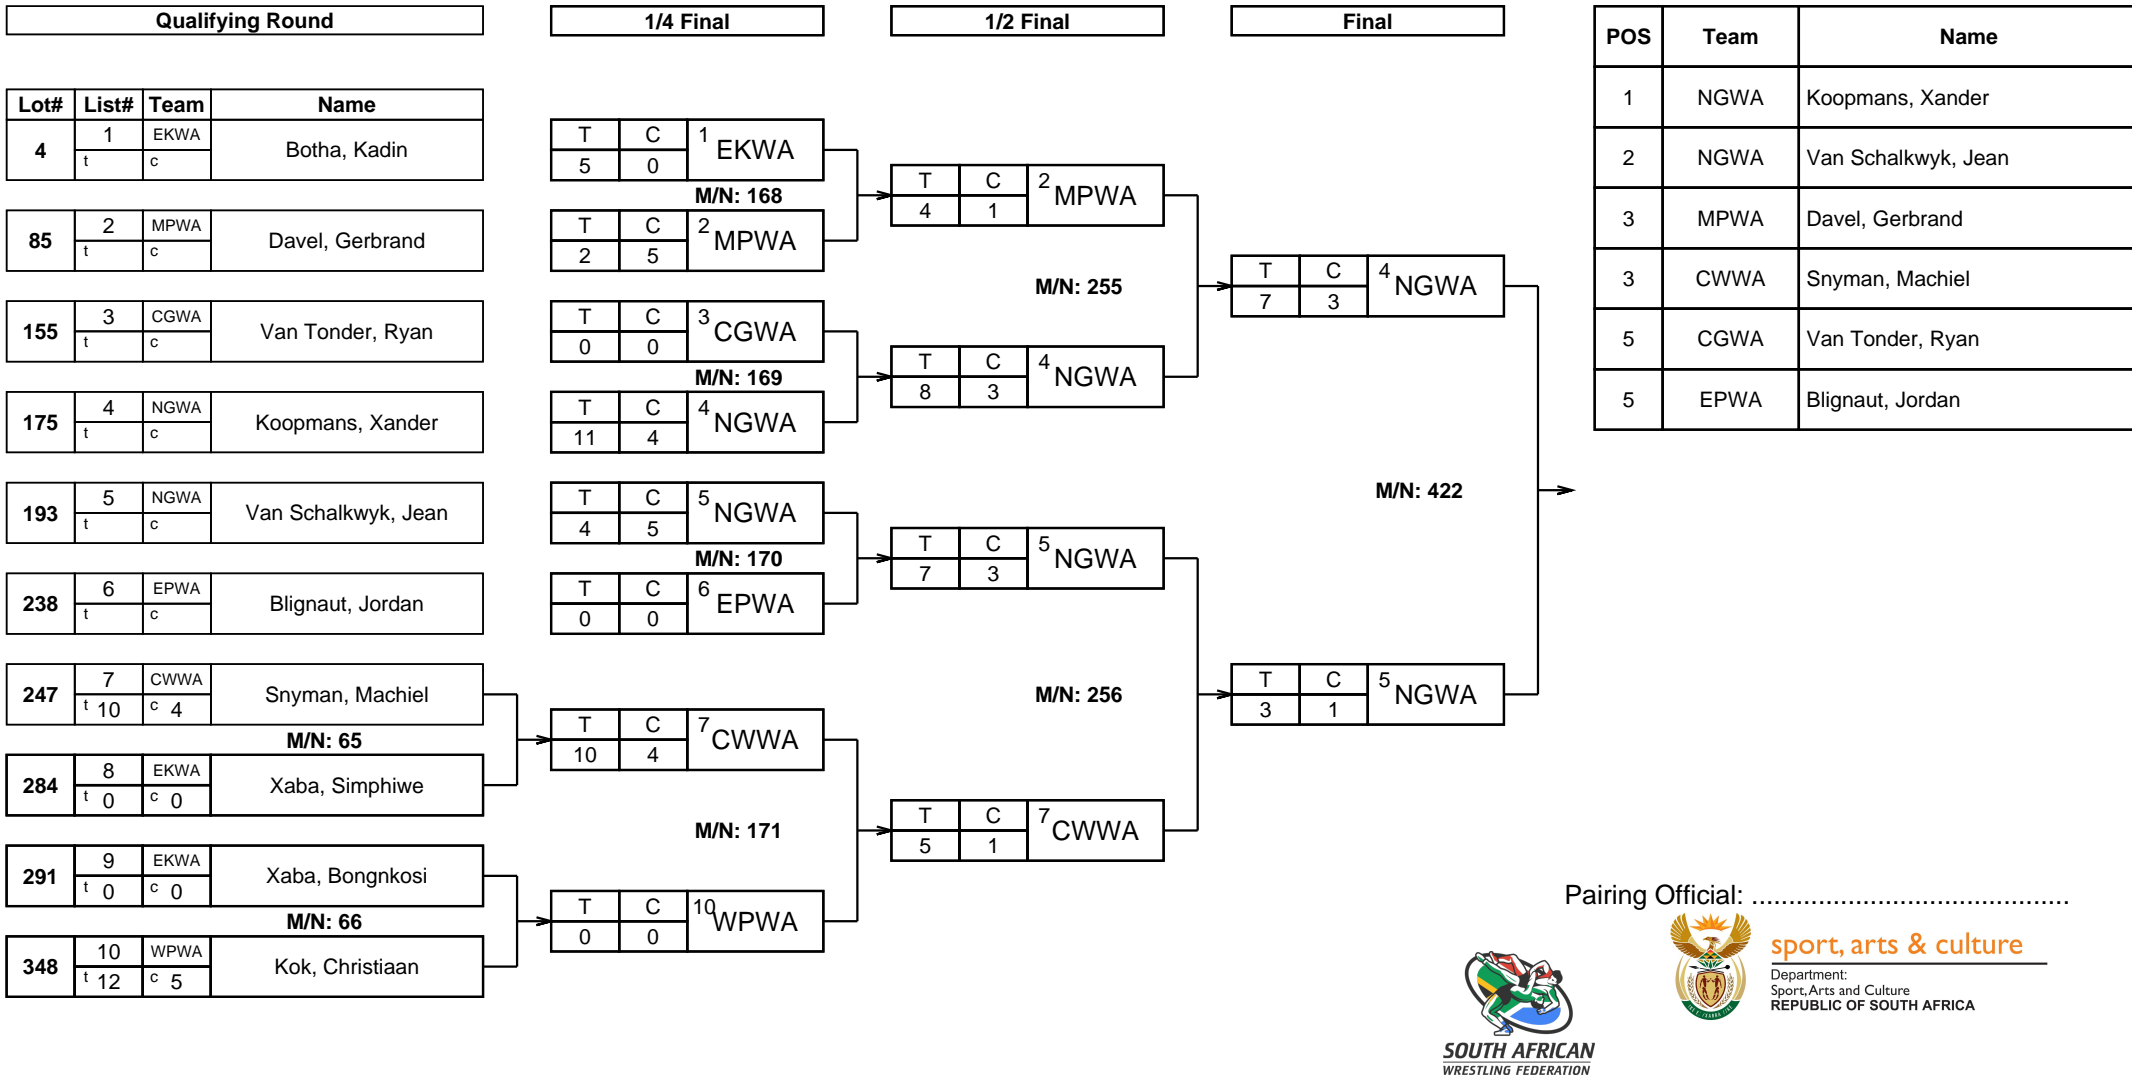 Qualifying Round
1/4 Final
1/2 Final
Final
POS Team Name
1 NGWA Koopmans, Xander
2 NGWA Van Schalkwyk, Jean
3 MPWA Davel, Gerbrand
3 CWWA Snyman, Machiel
5 CGWA Van Tonder, Ryan
5 EPWA Blignaut, Jordan
Lot# List# Team Name
4 1 EKWA Botha, Kadin
t c
85 2 MPWA Davel, Gerbrand
t c
155 3 CGWA Van Tonder, Ryan
t c
175 4 NGWA Koopmans, Xander
t c
193 5 NGWA Van Schalkwyk, Jean
t c
238 6 EPWA Blignaut, Jordan
t c
247 7 CWWA Snyman, Machiel
t 10 c 4
M/N: 65
284 8 EKWA Xaba, Simphiwe
t 0 c 0
291 9 EKWA Xaba, Bongnkosi
t 0 c 0
M/N: 66
348 10 WPWA Kok, Christiaan
t 12 c 5
T C 1 EKWA
5 0
M/N: 168
T C 2 MPWA
2 5
T C 3 CGWA
0 0
M/N: 169
T C 4 NGWA
11 4
T C 5 NGWA
4 5
M/N: 170
T C 6 EPWA
0 0
T C 7 CWWA
10 4
M/N: 171
T C 10 WPWA
0 0
T C 2 MPWA
4 1
M/N: 255
T C 4 NGWA
8 3
T C 5 NGWA
7 3
M/N: 256
T C 7 CWWA
5 1
T C 4 NGWA
7 3
M/N: 422
T C 5 NGWA
3 1
Pairing Official: ...........................................
sport, arts & culture
Department:
Sport, Arts and Culture
REPUBLIC OF SOUTH AFRICA
SOUTH AFRICAN
WRESTLING FEDERATION